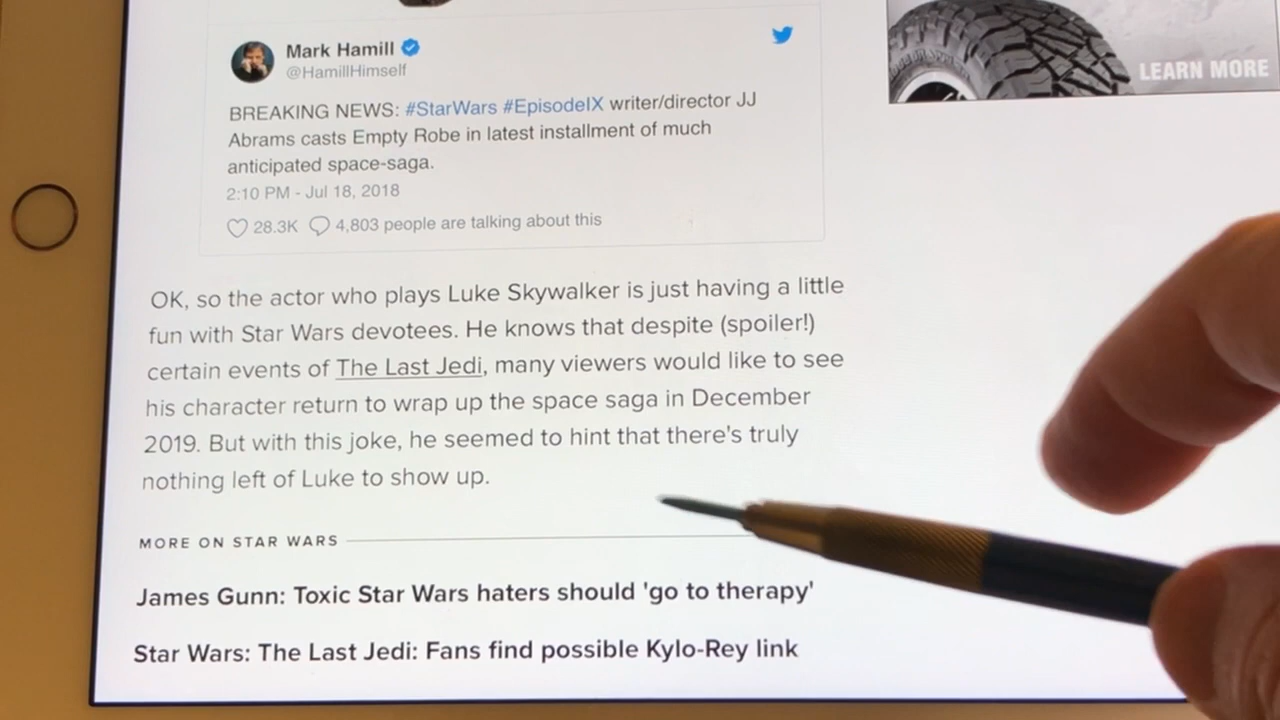 Mark Hamill
@HamillHimself
BREAKING NEWS: #StarWars #EpisodeIX writer/director JJ
Abrams casts Empty Robe in latest installment of much
anticipated space-saga.
2:10 PM - Jul 18, 2018
28.3K 4,803 people are talking about this
LEARN MORE
OK, so the actor who plays Luke Skywalker is just having a little
fun with Star Wars devotees. He knows that despite (spoiler!)
certain events of The Last Jedi, many viewers would like to see
his character return to wrap up the space saga in December
2019. But with this joke, he seemed to hint that there's truly
nothing left of Luke to show up.
MORE ON STAR WARS
James Gunn: Toxic Star Wars haters should 'go to therapy'
Star Wars: The Last Jedi: Fans find possible Kylo-Rey link